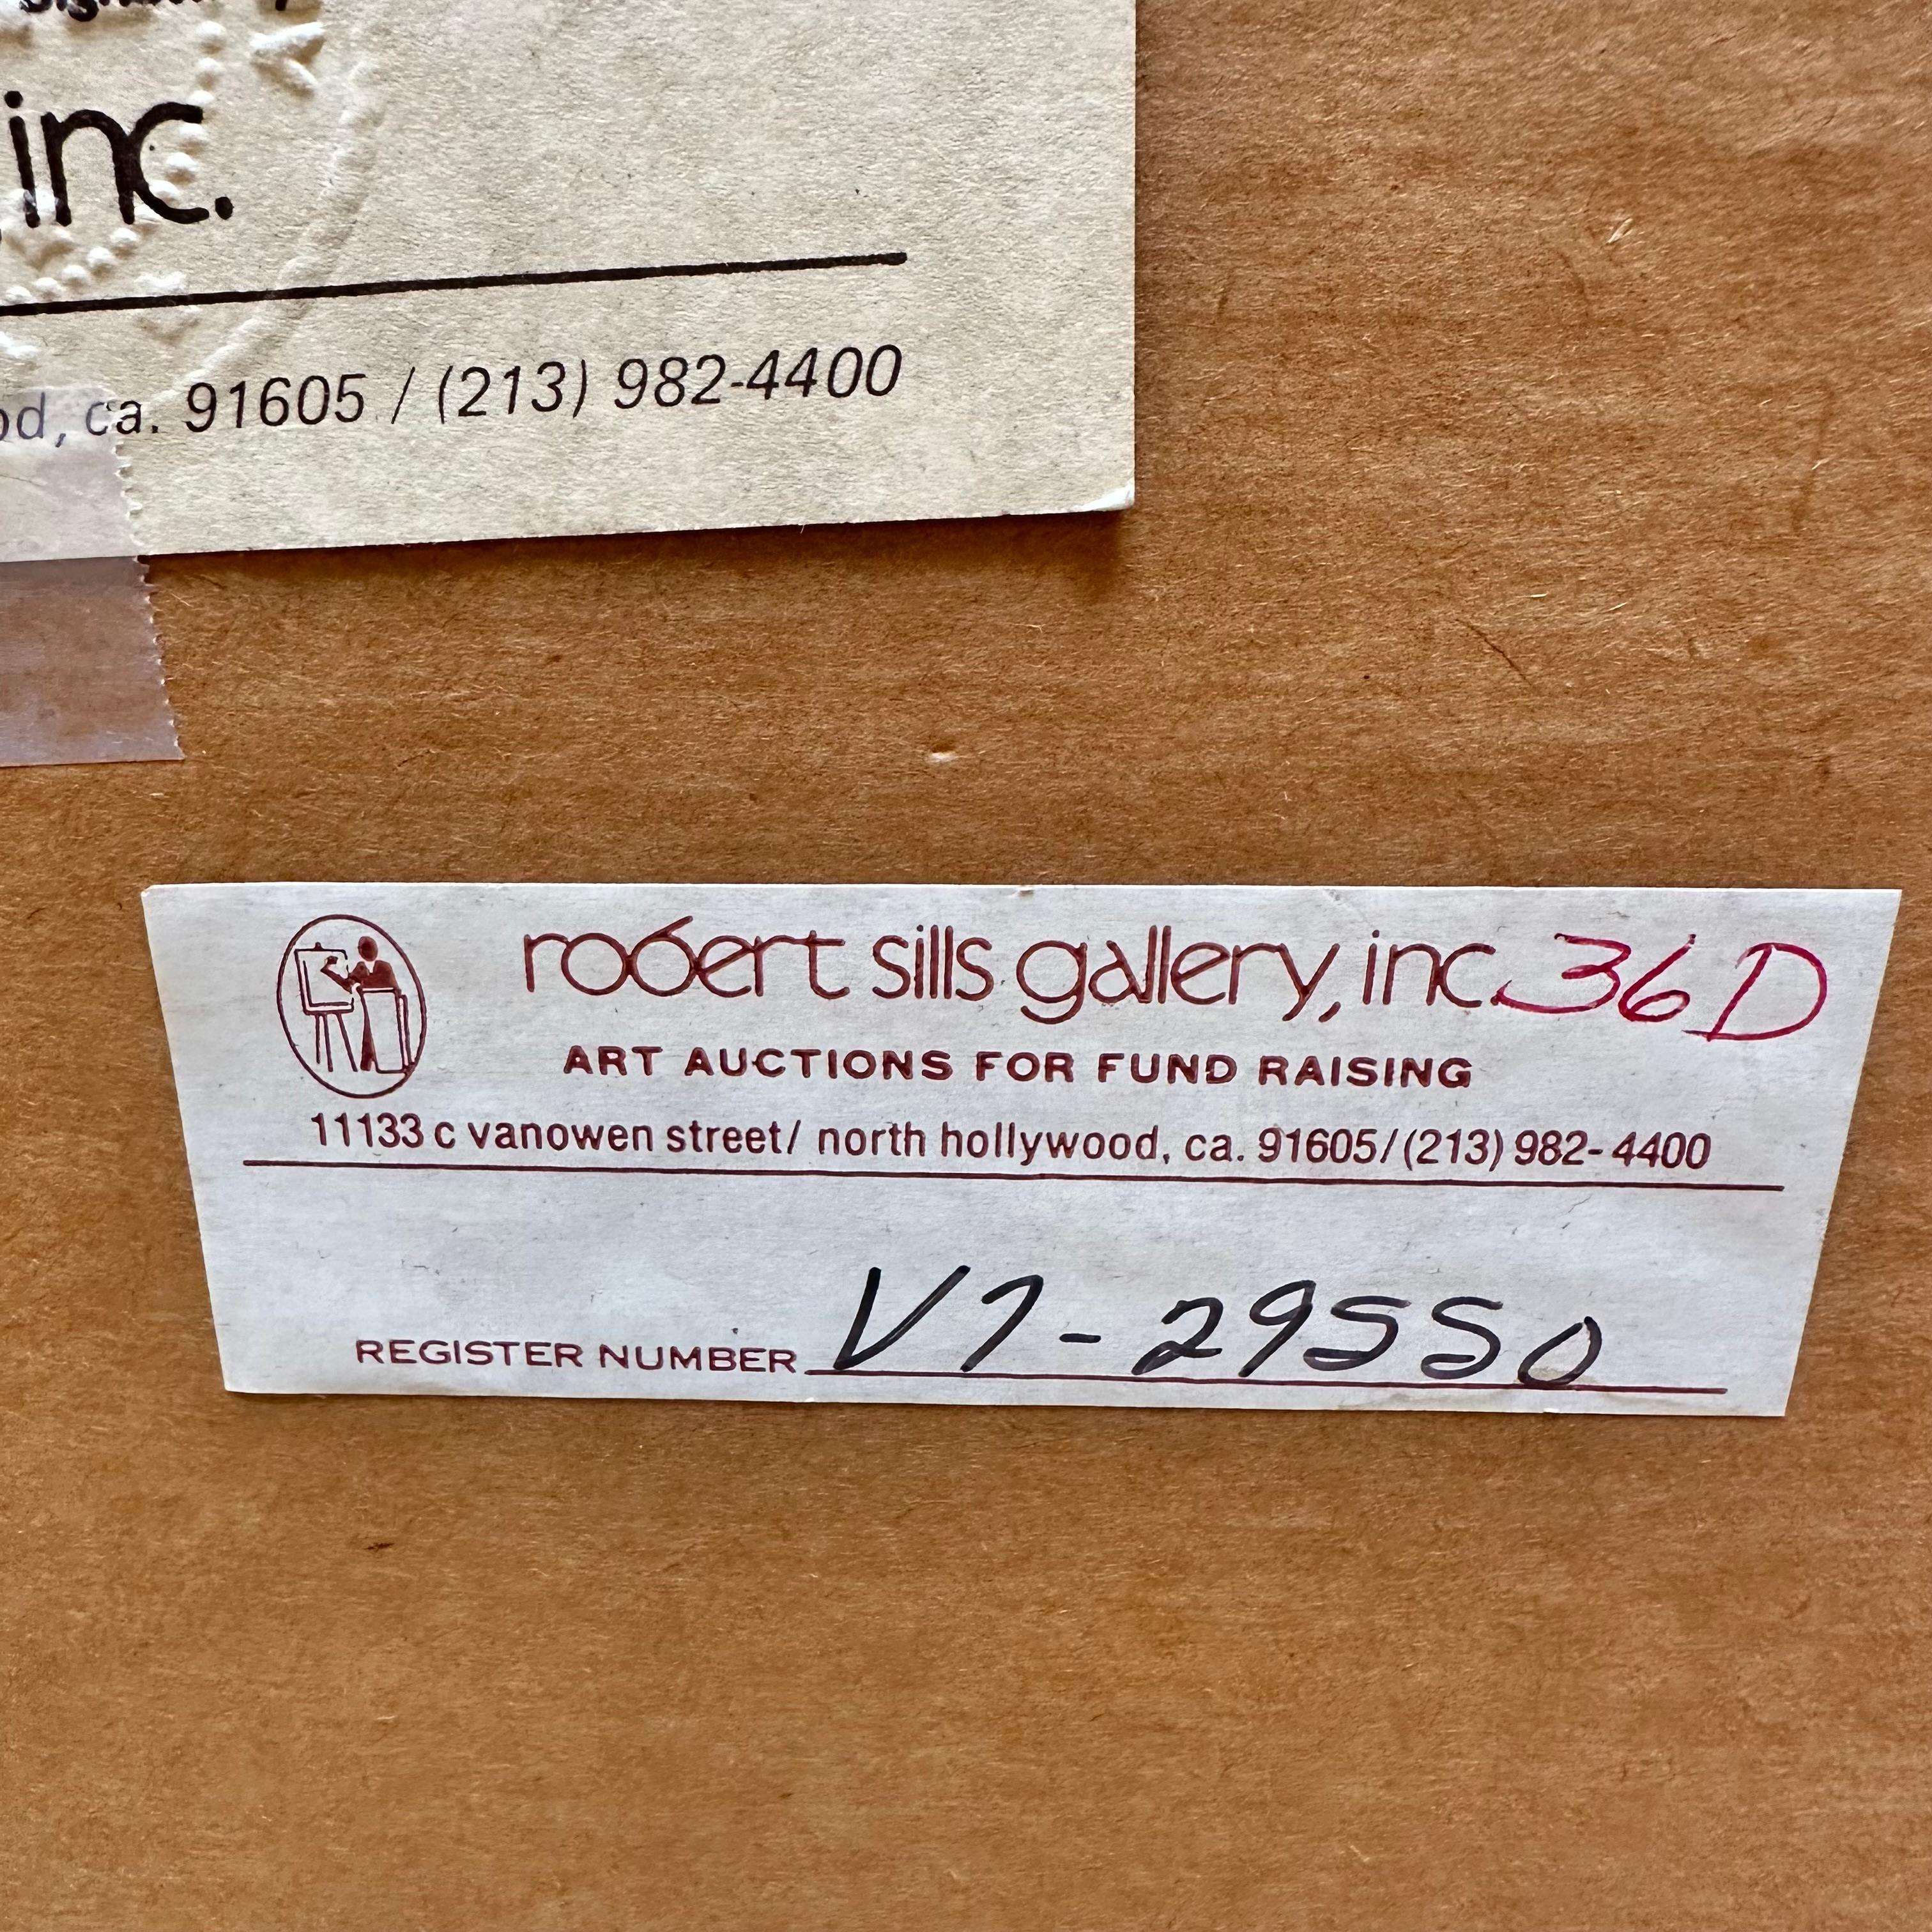 , inc.
od, ca. 91605 / (213) 982-4400
robert sills gallery, inc. 36D
ART AUCTIONS FOR FUND RAISING
11133 c vanowen street/ north hollywood, ca. 91605/(213) 982-4400
REGISTER NUMBER V7-29550